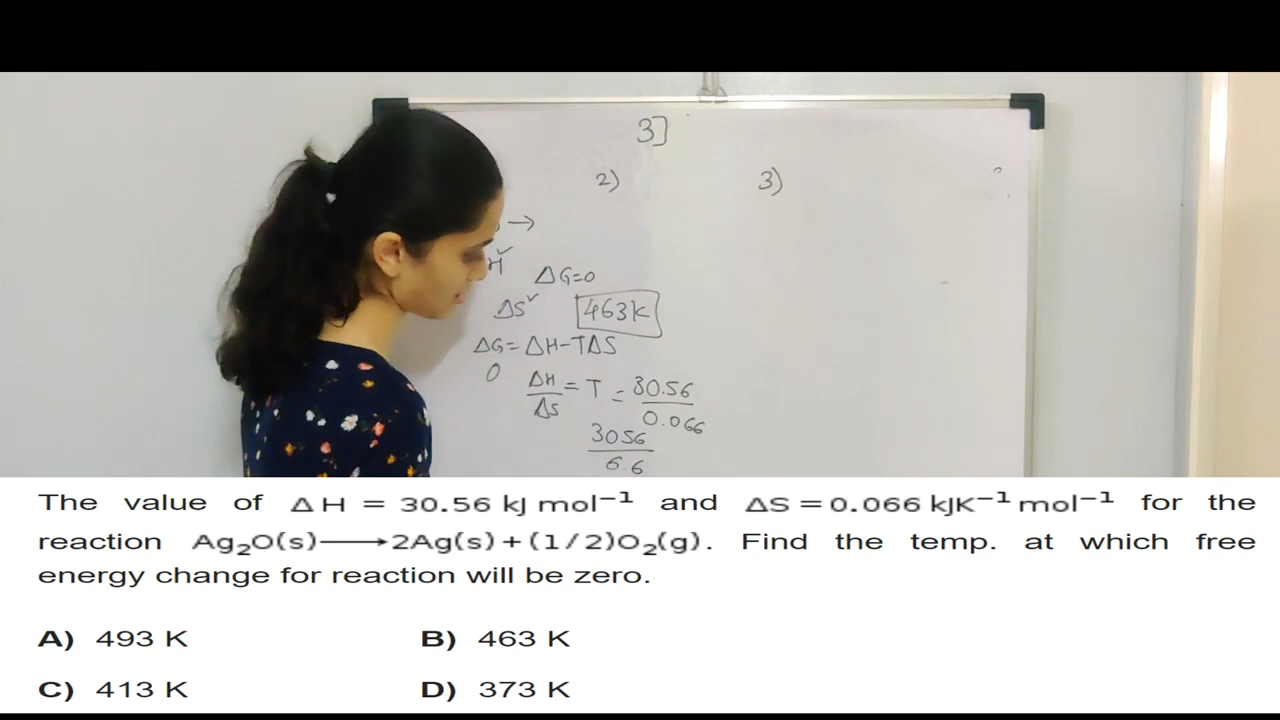 3]
2) 3)
→
H✓ ΔG=0
ΔS✓ 463K
ΔG=ΔH-TΔS
0 ΔH/ΔS = T = 30.56/0.066
3056/6.6
The value of ΔH = 30.56 kJ mol⁻¹ and ΔS = 0.066 kJK⁻¹ mol⁻¹ for the
reaction Ag₂O(s)⟶2Ag(s)+(1/2)O₂(g). Find the temp. at which free
energy change for reaction will be zero.
A) 493 K B) 463 K
C) 413 K D) 373 K